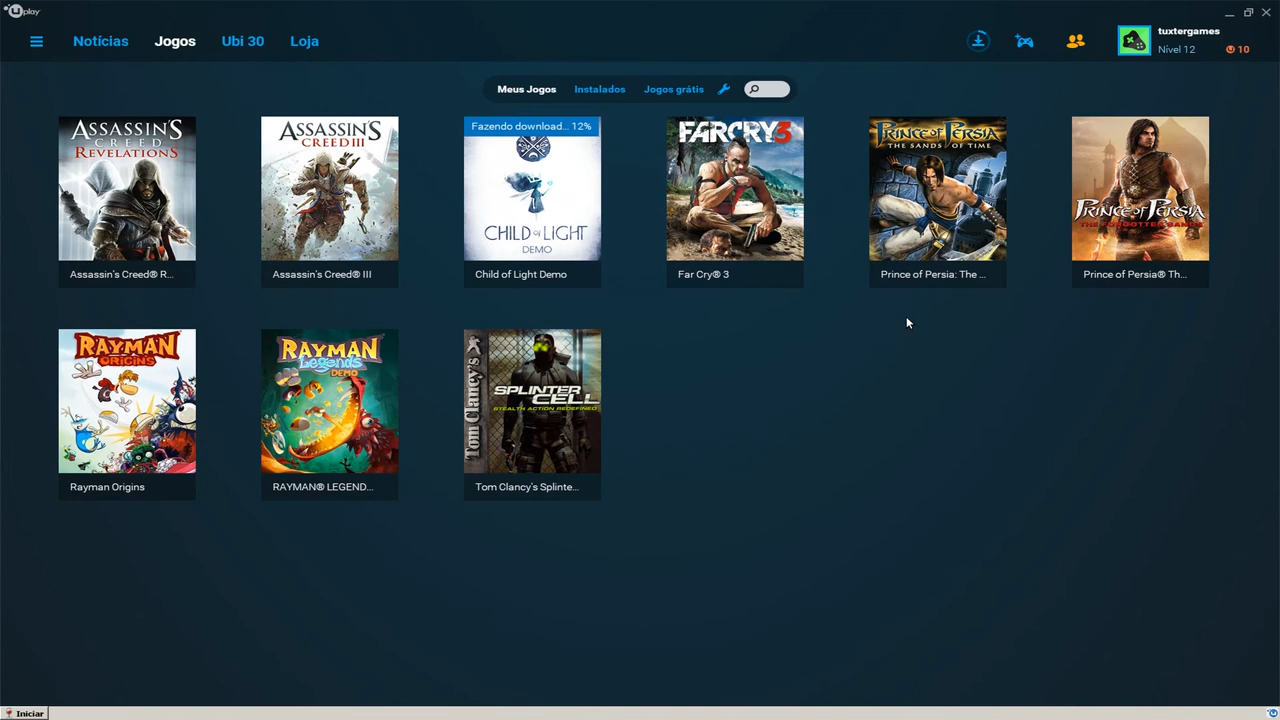 Uplay
Notícias
Jogos
Ubi 30
Loja
tuxtergames
Nível 12
10
Meus Jogos
Instalados
Jogos grátis
ASSASSIN'S
CREED
REVELATIONS
Assassin's Creed® R...
ASSASSIN'S
CREED III
Assassin's Creed® III
Fazendo download... 12%
CHILD of LIGHT
DEMO
Child of Light Demo
FARCRY3
Far Cry® 3
PRINCE OF PERSIA
THE SANDS OF TIME
Prince of Persia: The ...
PRINCE OF PERSIA
THE FORGOTTEN SANDS
Prince of Persia® Th...
RAYMAN
ORIGINS
Rayman Origins
RAYMAN
Legends
DEMO
RAYMAN® LEGEND...
Tom Clancy's
SPLINTER
CELL
STEALTH ACTION REDEFINED
Tom Clancy's Splinte...
Iniciar